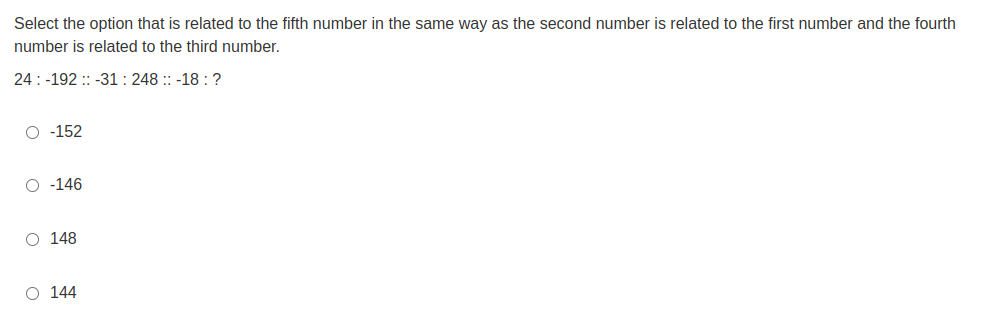 Select the option that is related to the fifth number in the same way as the second number is related to the first number and the fourth
number is related to the third number.
24 : -192 :: -31 : 248 :: -18 : ?
-152
-146
148
144